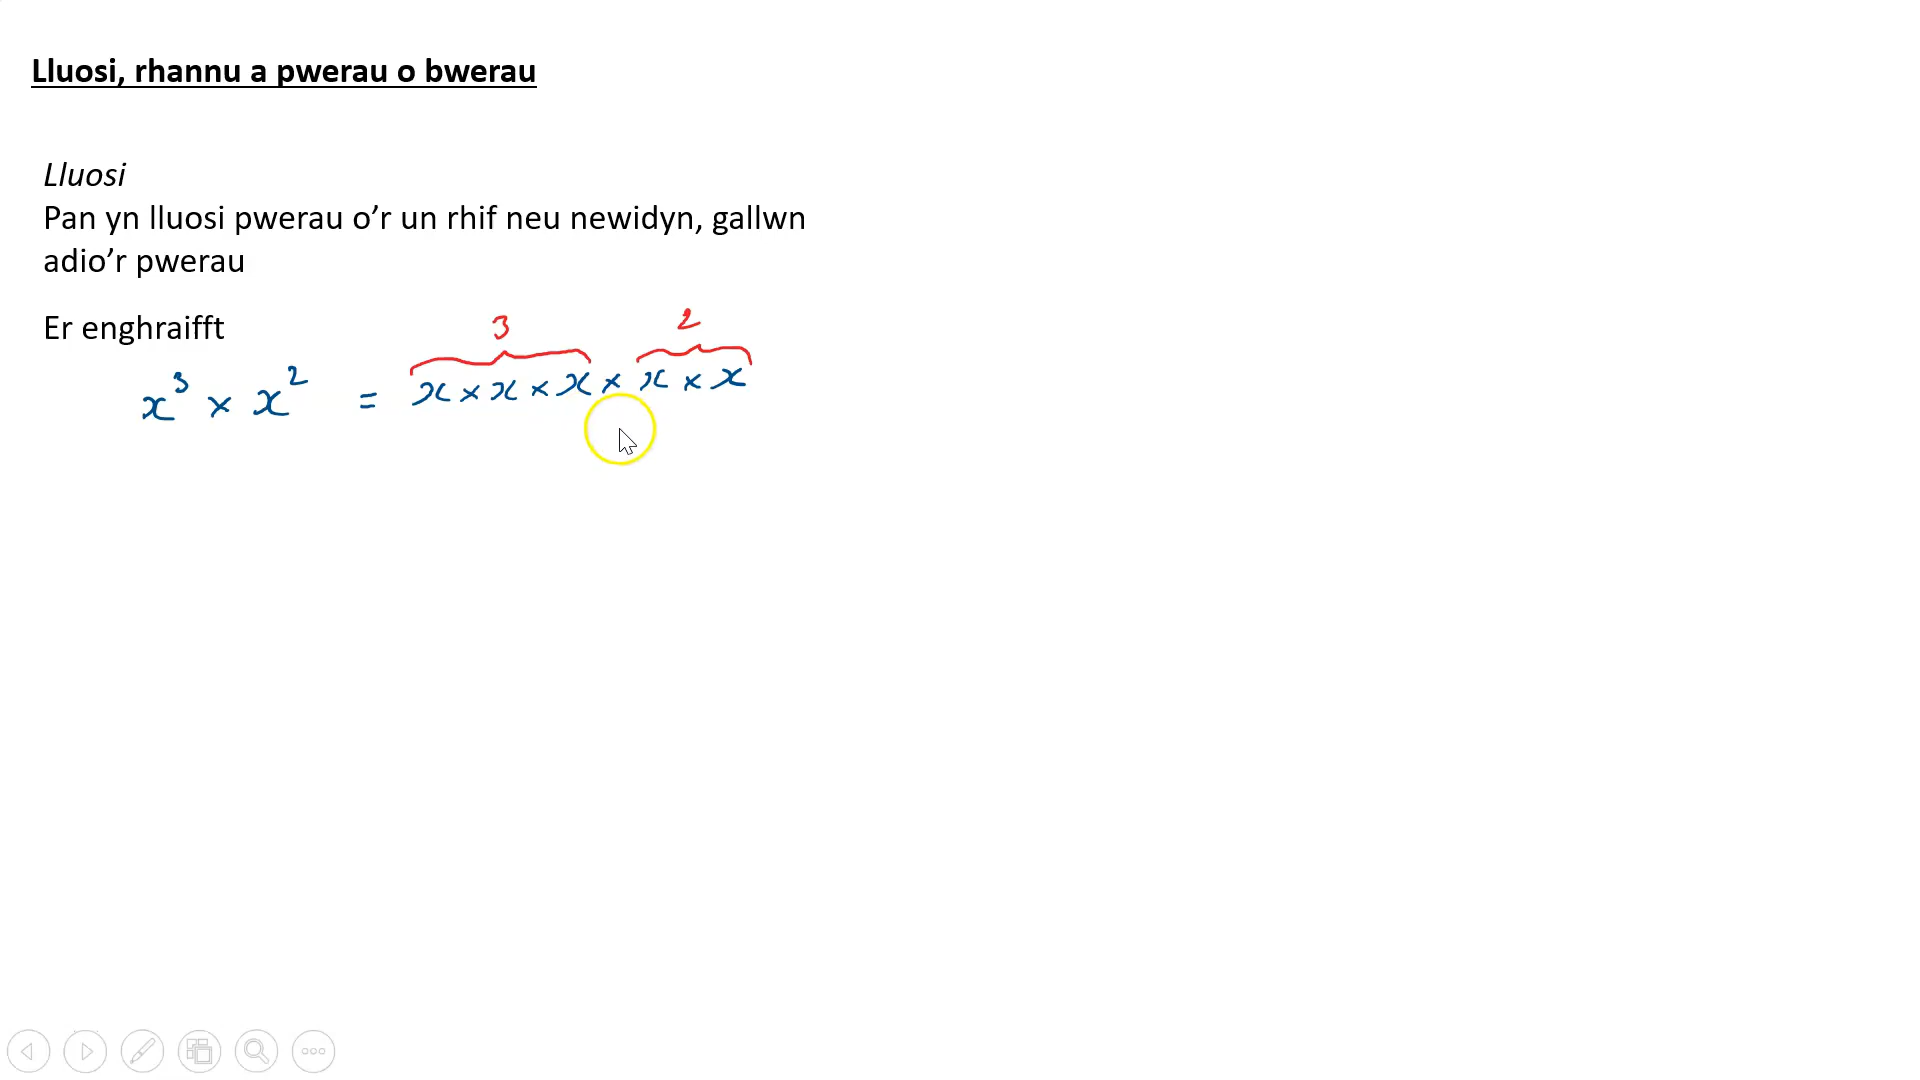 Lluosi, rhannu a pwerau o bwerau
Lluosi
Pan yn lluosi pwerau o’r un rhif neu newidyn, gallwn
adio’r pwerau
Er enghraifft
3 2
x³ × x² = x × x × x × x × x